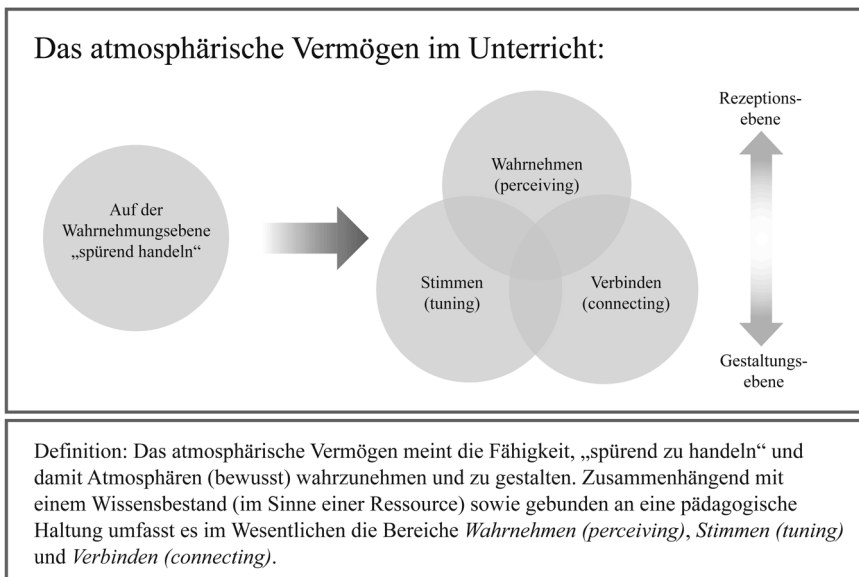 Das atmosphärische Vermögen im Unterricht:
Auf der
Wahrnehmungsebene
„spürend handeln“
Wahrnehmen
(perceiving)
Stimmen
(tuning)
Verbinden
(connecting)
Rezeptions-
ebene
Gestaltungs-
ebene
Definition: Das atmosphärische Vermögen meint die Fähigkeit, „spürend zu handeln“ und
damit Atmosphären (bewusst) wahrzunehmen und zu gestalten. Zusammenhängend mit
einem Wissensbestand (im Sinne einer Ressource) sowie gebunden an eine pädagogische
Haltung umfasst es im Wesentlichen die Bereiche Wahrnehmen (perceiving), Stimmen (tuning)
und Verbinden (connecting).